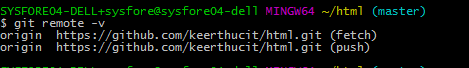 SYSFORE04-DELL+sysfore@sysfore04-dell MINGW64 ~/html (master)
$ git remote -v
origin  https://github.com/keerthucit/html.git (fetch)
origin  https://github.com/keerthucit/html.git (push)